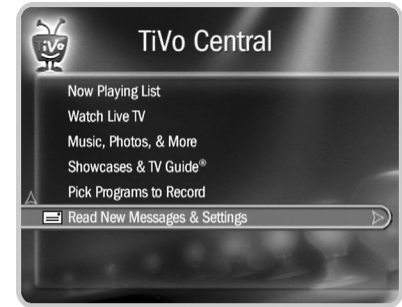 TiVo
TiVo Central
Now Playing List
Watch Live TV
Music, Photos, & More
Showcases & TV Guide®
Pick Programs to Record
Read New Messages & Settings